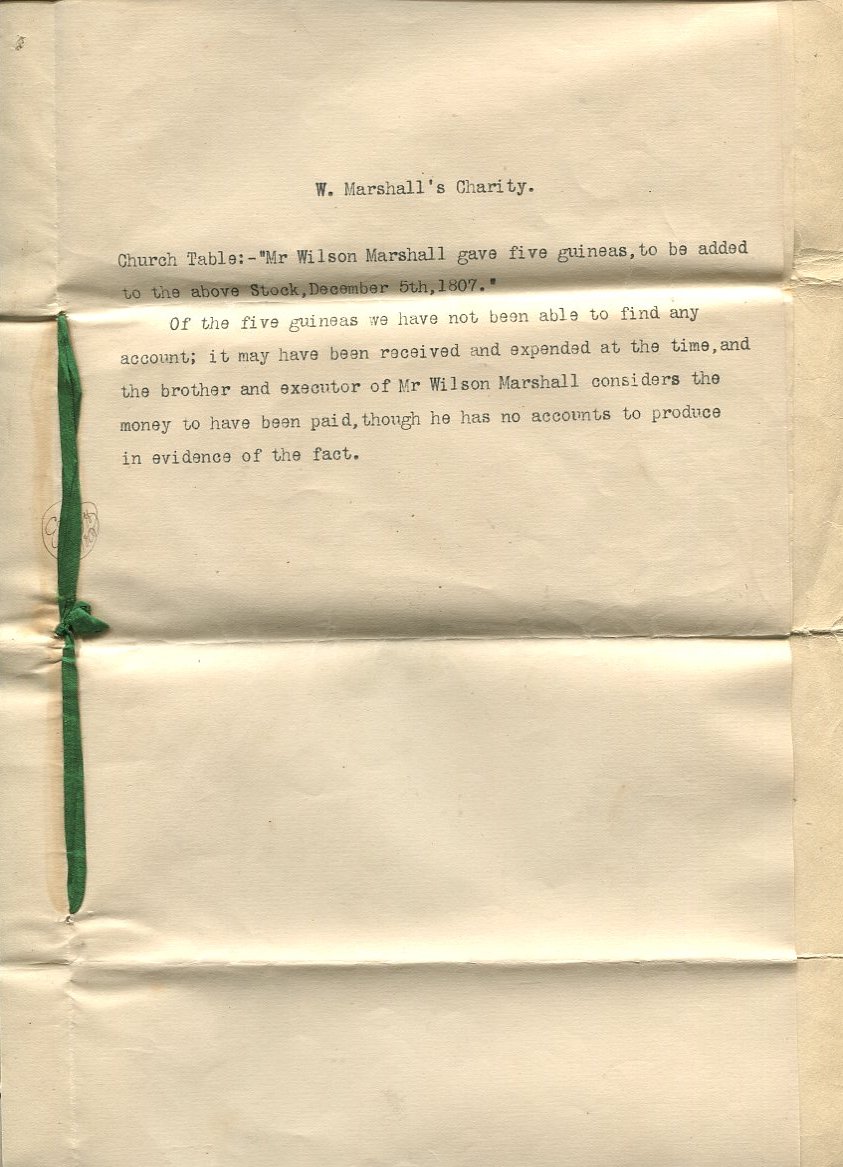 W. Marshall's Charity.
Church Table:-"Mr Wilson Marshall gave five guineas,to be added
to the above Stock,December 5th,1807."
Of the five guineas we have not been able to find any
account; it may have been received and expended at the time,and
the brother and executor of Mr Wilson Marshall considers the
money to have been paid,though he has no accounts to produce
in evidence of the fact.